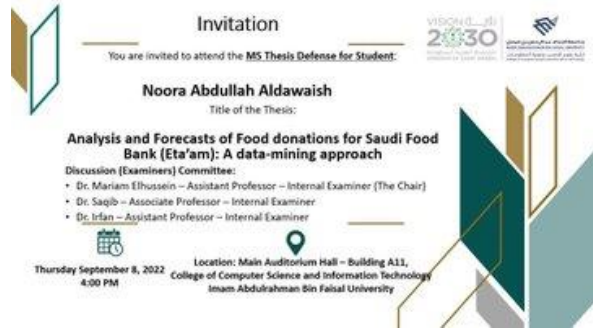 Invitation
VISION رؤيــة
2030
You are invited to attend the MS Thesis Defense for Student:
Noora Abdullah Aldawaish
Title of the Thesis:
Analysis and Forecasts of Food donations for Saudi Food
Bank (Eta'am): A data-mining approach
Discussion (Examiners) Committee:
• Dr. Mariam Elhussein – Assistant Professor – Internal Examiner (The Chair)
• Dr. Saqib – Associate Professor – Internal Examiner
• Dr. Irfan – Assistant Professor – Internal Examiner
Thursday September 8, 2022
4:00 PM
Location: Main Auditorium Hall – Building A11,
College of Computer Science and Information Technology
Imam Abdulrahman Bin Faisal University